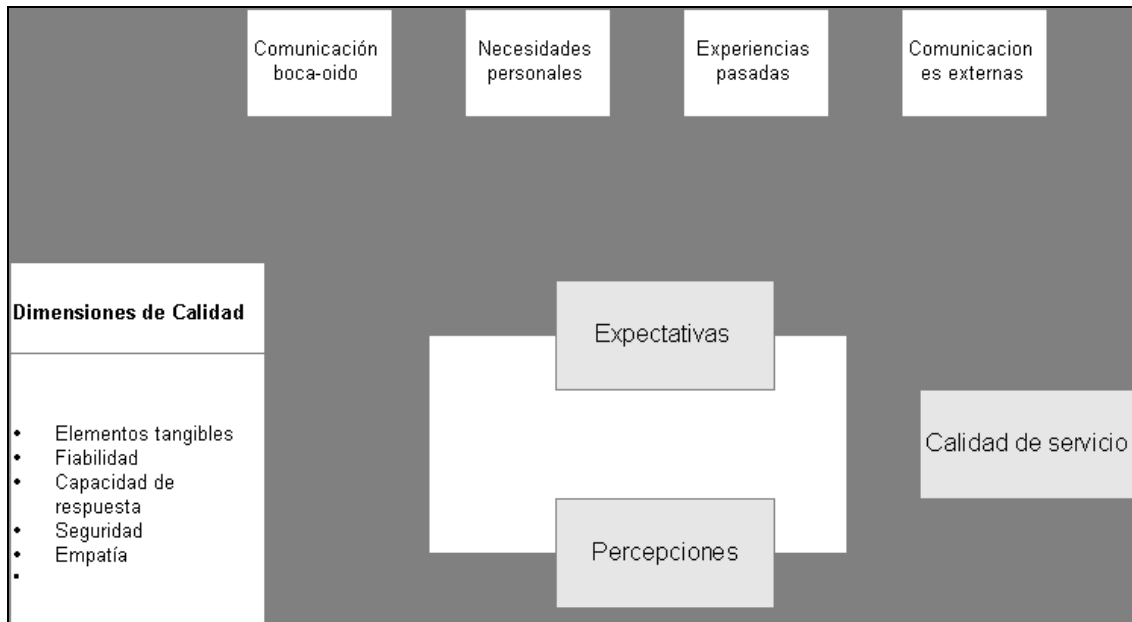 Comunicación
boca-oido
Necesidades
personales
Experiencias
pasadas
Comunicacion
es externas
Dimensiones de Calidad
• Elementos tangibles
• Fiabilidad
• Capacidad de
respuesta
• Seguridad
• Empatía
•
Expectativas
Percepciones
Calidad de servicio